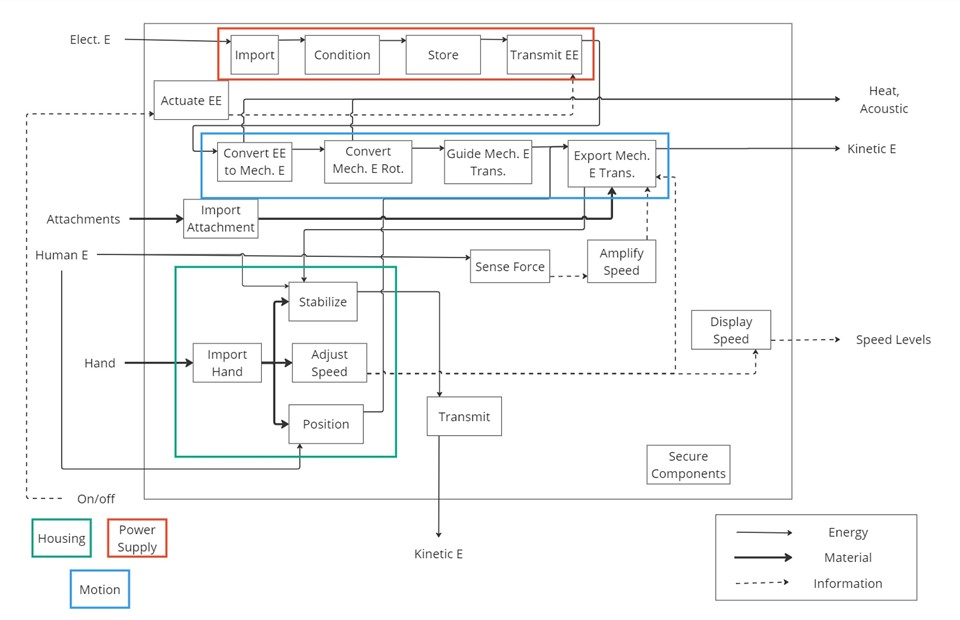 Elect. E
Import
Condition
Store
Transmit EE
Actuate EE
Heat,
Acoustic
Convert EE
to Mech. E
Convert
Mech. E Rot.
Guide Mech. E
Trans.
Export Mech.
E Trans.
Kinetic E
Attachments
Import
Attachment
Human E
Sense Force
Amplify
Speed
Stabilize
Display
Speed
Speed Levels
Hand
Import
Hand
Adjust
Speed
Position
Transmit
Secure
Components
On/off
Housing
Power
Supply
Kinetic E
Motion
Energy
Material
Information